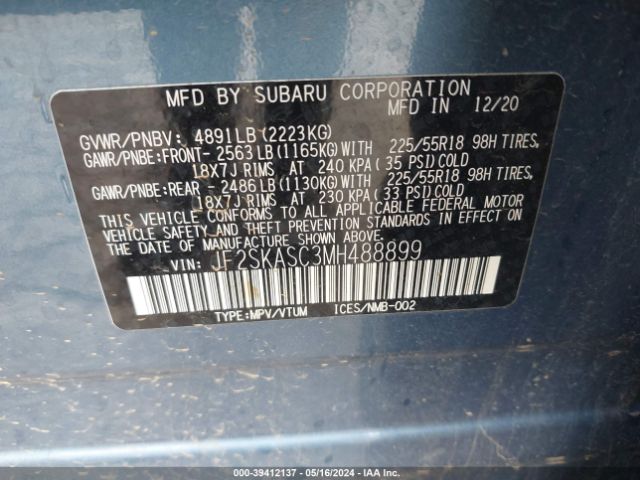 MFD BY SUBARU CORPORATION
MFD IN 12/20
GVWR/PNBV: 4891LB(2223KG)
GAWR/PNBE:FRONT- 2563LB(1165KG)WITH 225/55R18 98H TIRES,
18X7J RIMS AT 240 KPA(35 PSI)COLD
GAWR/PNBE:REAR - 2486LB(1130KG)WITH 225/55R18 98H TIRES,
18X7J RIMS AT 230 KPA(33 PSI)COLD
THIS VEHICLE CONFORMS TO ALL APPLICABLE FEDERAL MOTOR
VEHICLE SAFETY AND THEFT PREVENTION STANDARDS IN EFFECT ON
THE DATE OF MANUFACTURE SHOWN ABOVE.
VIN: JF2SKASC3MH488899
TYPE:MPV/VTUM ICES/NMB-002
000-39412137 - 05/16/2024 - IAA Inc.